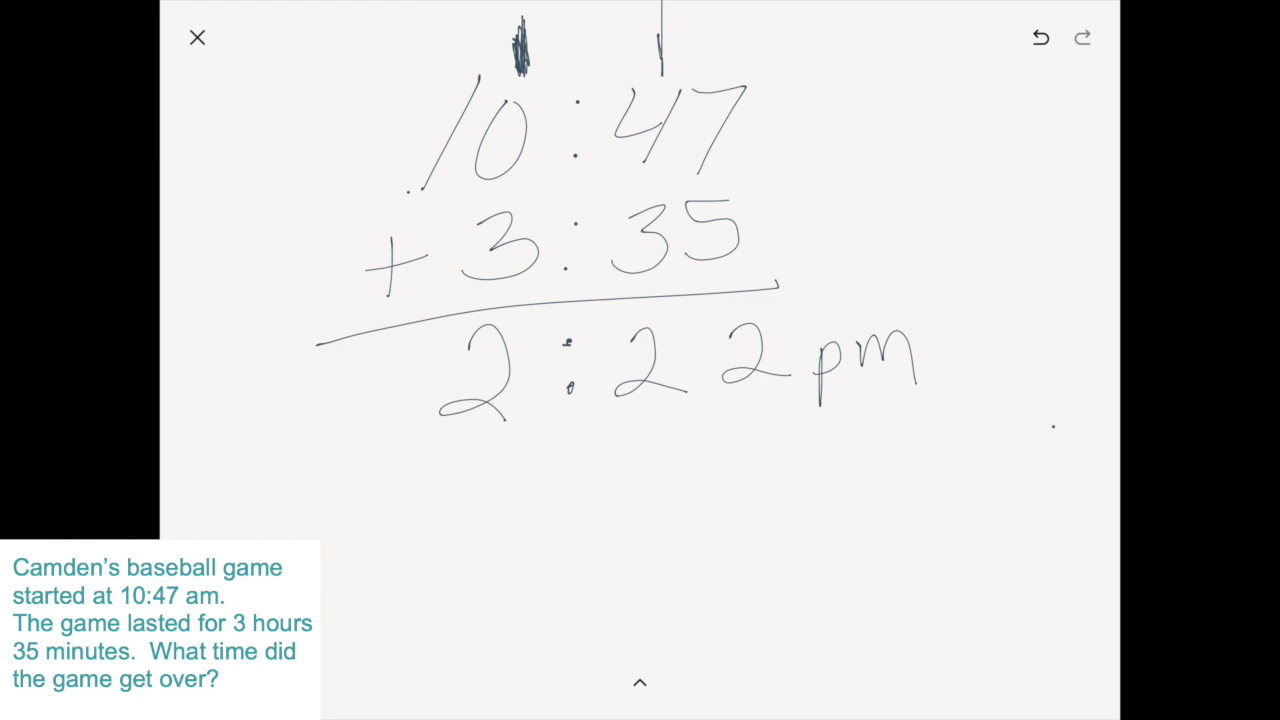 1
10:47
+ 3:35
2:22 pm
Camden’s baseball game
started at 10:47 am.
The game lasted for 3 hours
35 minutes. What time did
the game get over?